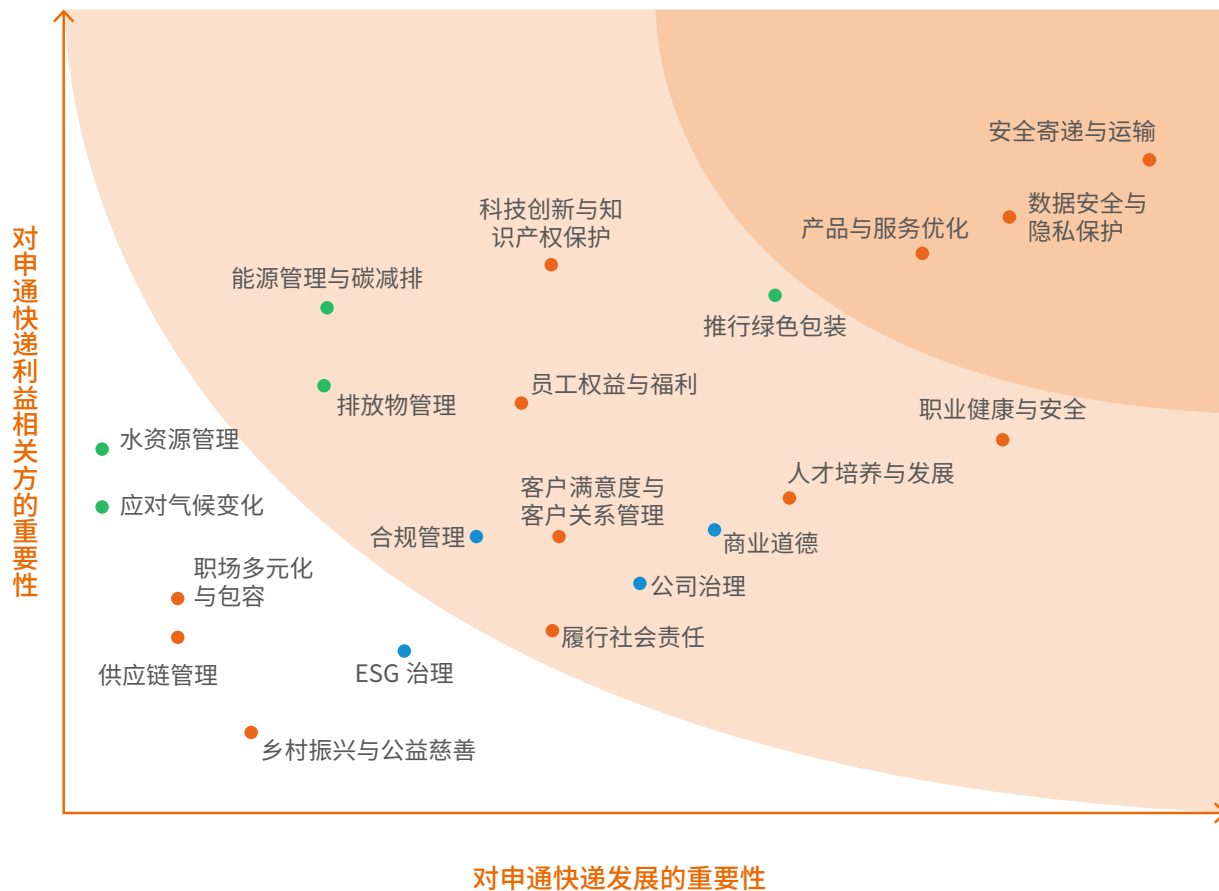 对申通快递利益相关方的重要性
安全寄递与运输
数据安全与
隐私保护
产品与服务优化
科技创新与知
识产权保护
能源管理与碳减排
推行绿色包装
员工权益与福利
排放物管理
职业健康与安全
水资源管理
人才培养与发展
应对气候变化
客户满意度与
客户关系管理
合规管理
商业道德
职场多元化
与包容
公司治理
履行社会责任
供应链管理
ESG 治理
乡村振兴与公益慈善
对申通快递发展的重要性